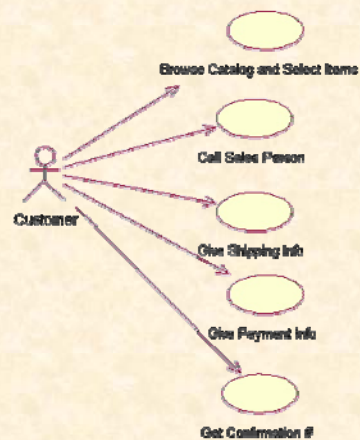 Browse Catalog and Select Items
Call Sales Person
Customer
Give Shipping Info
Give Payment Info
Get Confirmation #